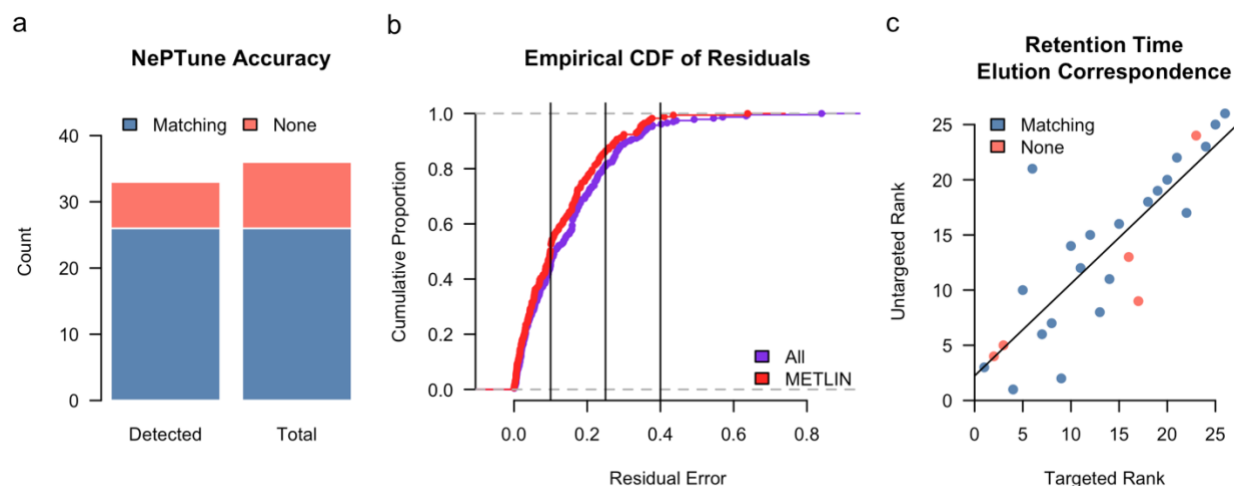 a
NePTune Accuracy
Matching None
Count
40
30
20
10
0
Detected Total
b
Empirical CDF of Residuals
Cumulative Proportion
1.0
0.8
0.6
0.4
0.2
0.0
All
METLIN
0.0 0.2 0.4 0.6 0.8
Residual Error
c
Retention Time
Elution Correspondence
Matching
None
Untargeted Rank
25
20
15
10
5
0
0 5 10 15 20 25
Targeted Rank